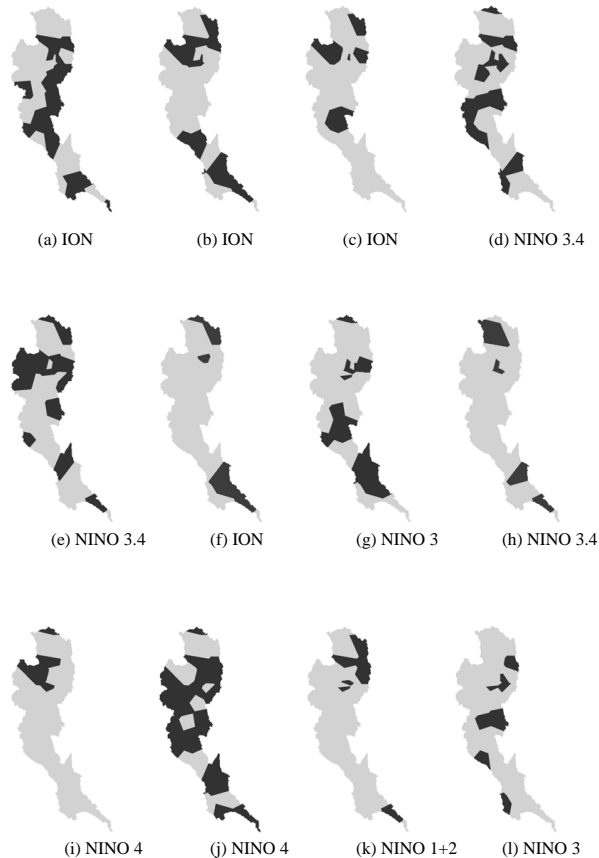 (a) ION (b) ION (c) ION (d) NINO 3.4
(e) NINO 3.4 (f) ION (g) NINO 3 (h) NINO 3.4
(i) NINO 4 (j) NINO 4 (k) NINO 1+2 (l) NINO 3